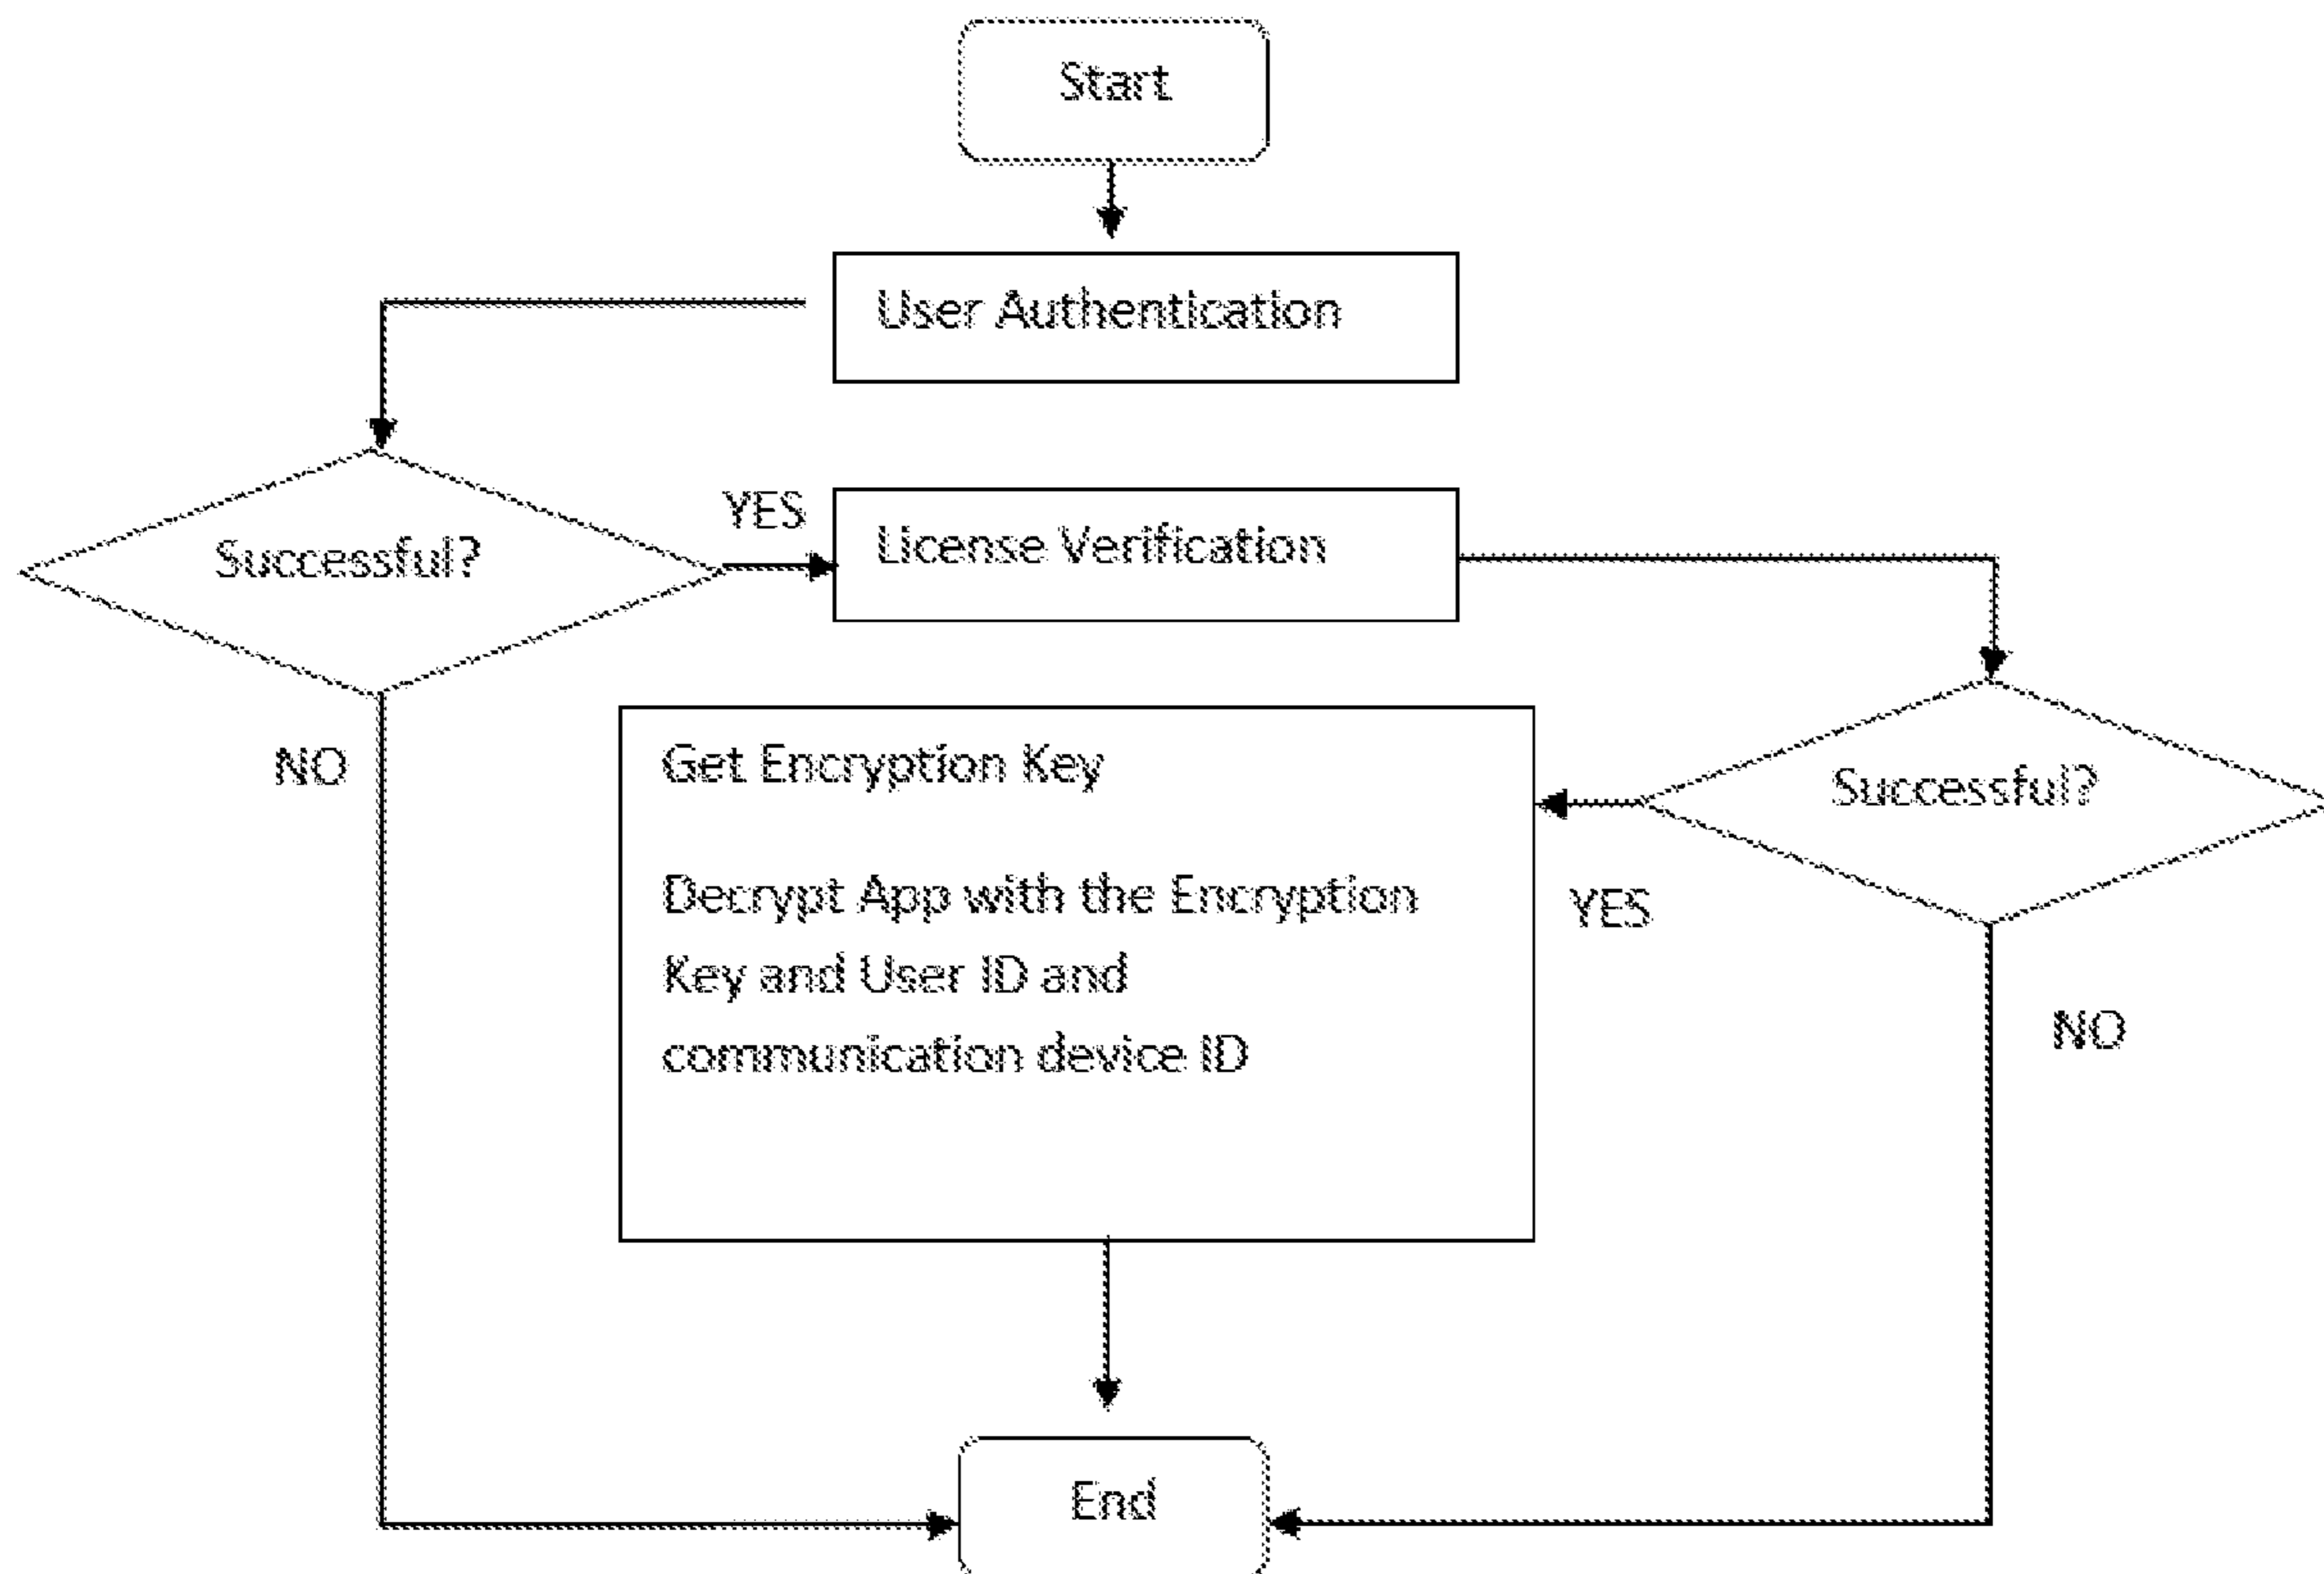 Start
User Authentication
YES
License Verification
Successful?
NO
Get Encryption Key
Successful?
Decrypt App with the Encryption
Key and User ID and
communication device ID
YES
NO
End